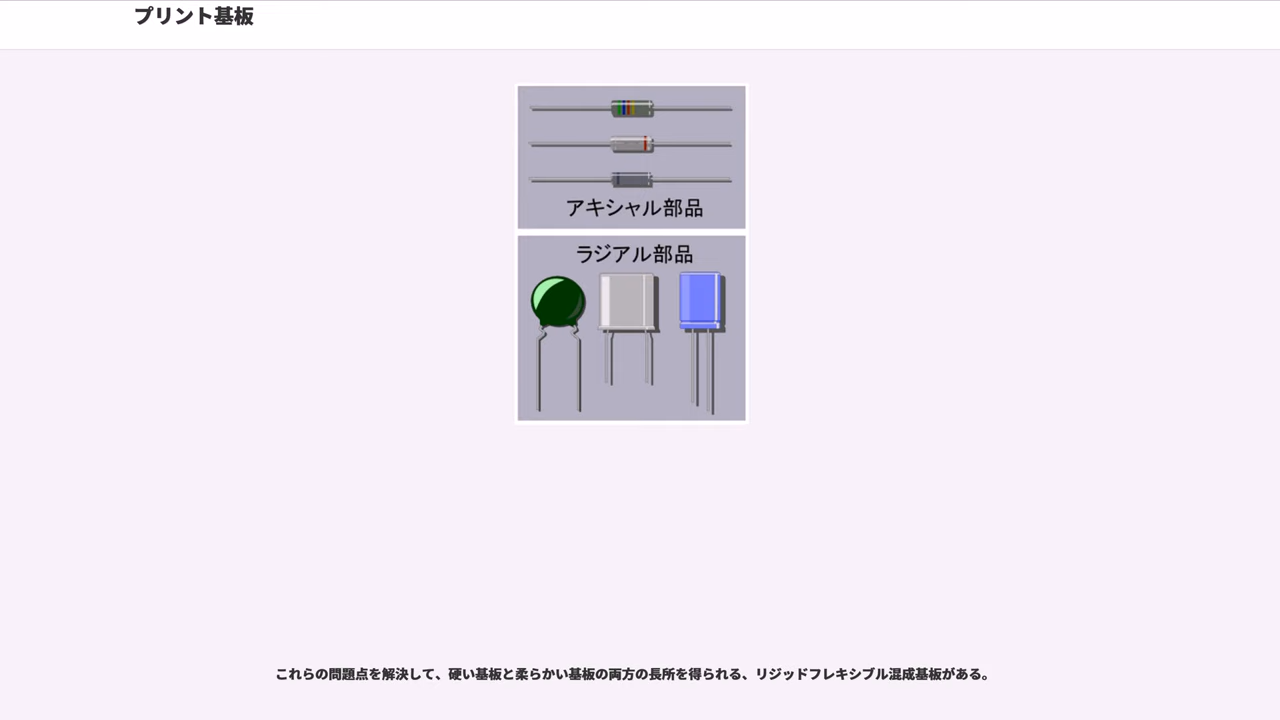 プリント基板
アキシャル部品
ラジアル部品
これらの問題点を解決して、硬い基板と柔らかい基板の両方の長所を得られる、リジッドフレキシブル混成基板がある。